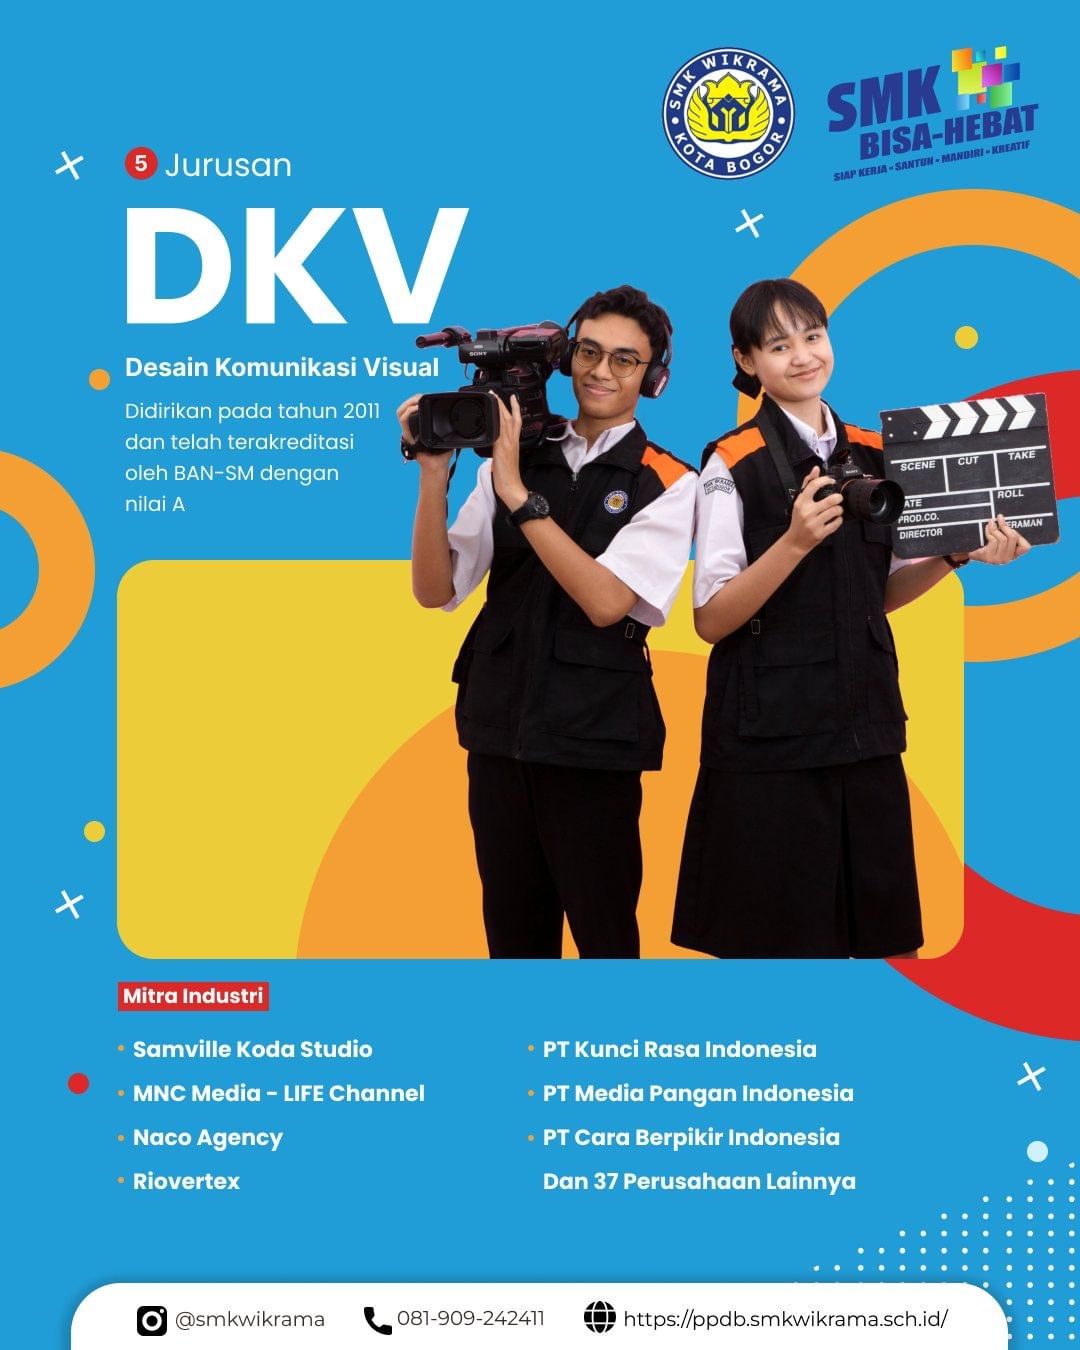 SMK WIKRAMA
KOTA BOGOR
SMK
BISA-HEBAT
SIAP KERJA - SANTUN - MANDIRI - KREATIF
5 Jurusan
DKV
Desain Komunikasi Visual
Didirikan pada tahun 2011
dan telah terakreditasi
oleh BAN-SM dengan
nilai A
SONY
SCENE CUT TAKE
ATE ROLL
PROD.CO.
DIRECTOR ERAMAN
Mitra Industri
• Samville Koda Studio
• MNC Media - LIFE Channel
• Naco Agency
• Riovertex
• PT Kunci Rasa Indonesia
• PT Media Pangan Indonesia
• PT Cara Berpikir Indonesia
Dan 37 Perusahaan Lainnya
@smkwikrama 081-909-242411 https://ppdb.smkwikrama.sch.id/